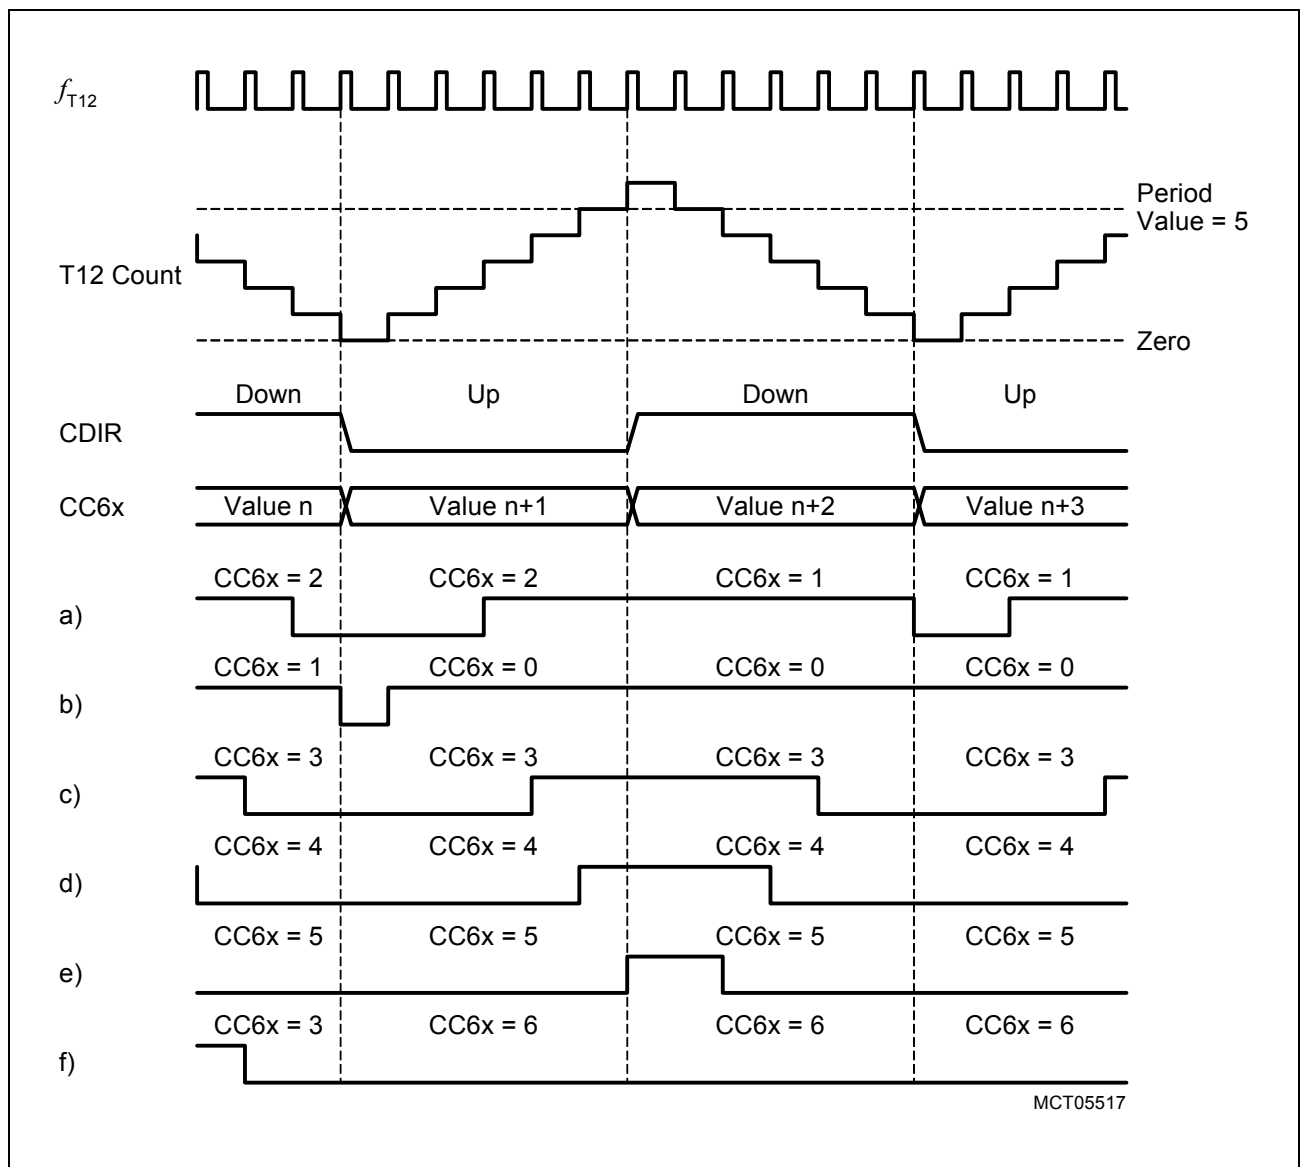 fT12
Period
Value = 5
T12 Count
Zero
Down Up Down Up
CDIR
CC6x Value n Value n+1 Value n+2 Value n+3
CC6x = 2 CC6x = 2 CC6x = 1 CC6x = 1
a)
CC6x = 1 CC6x = 0 CC6x = 0 CC6x = 0
b)
CC6x = 3 CC6x = 3 CC6x = 3 CC6x = 3
c)
CC6x = 4 CC6x = 4 CC6x = 4 CC6x = 4
d)
CC6x = 5 CC6x = 5 CC6x = 5 CC6x = 5
e)
CC6x = 3 CC6x = 6 CC6x = 6 CC6x = 6
f)
MCT05517